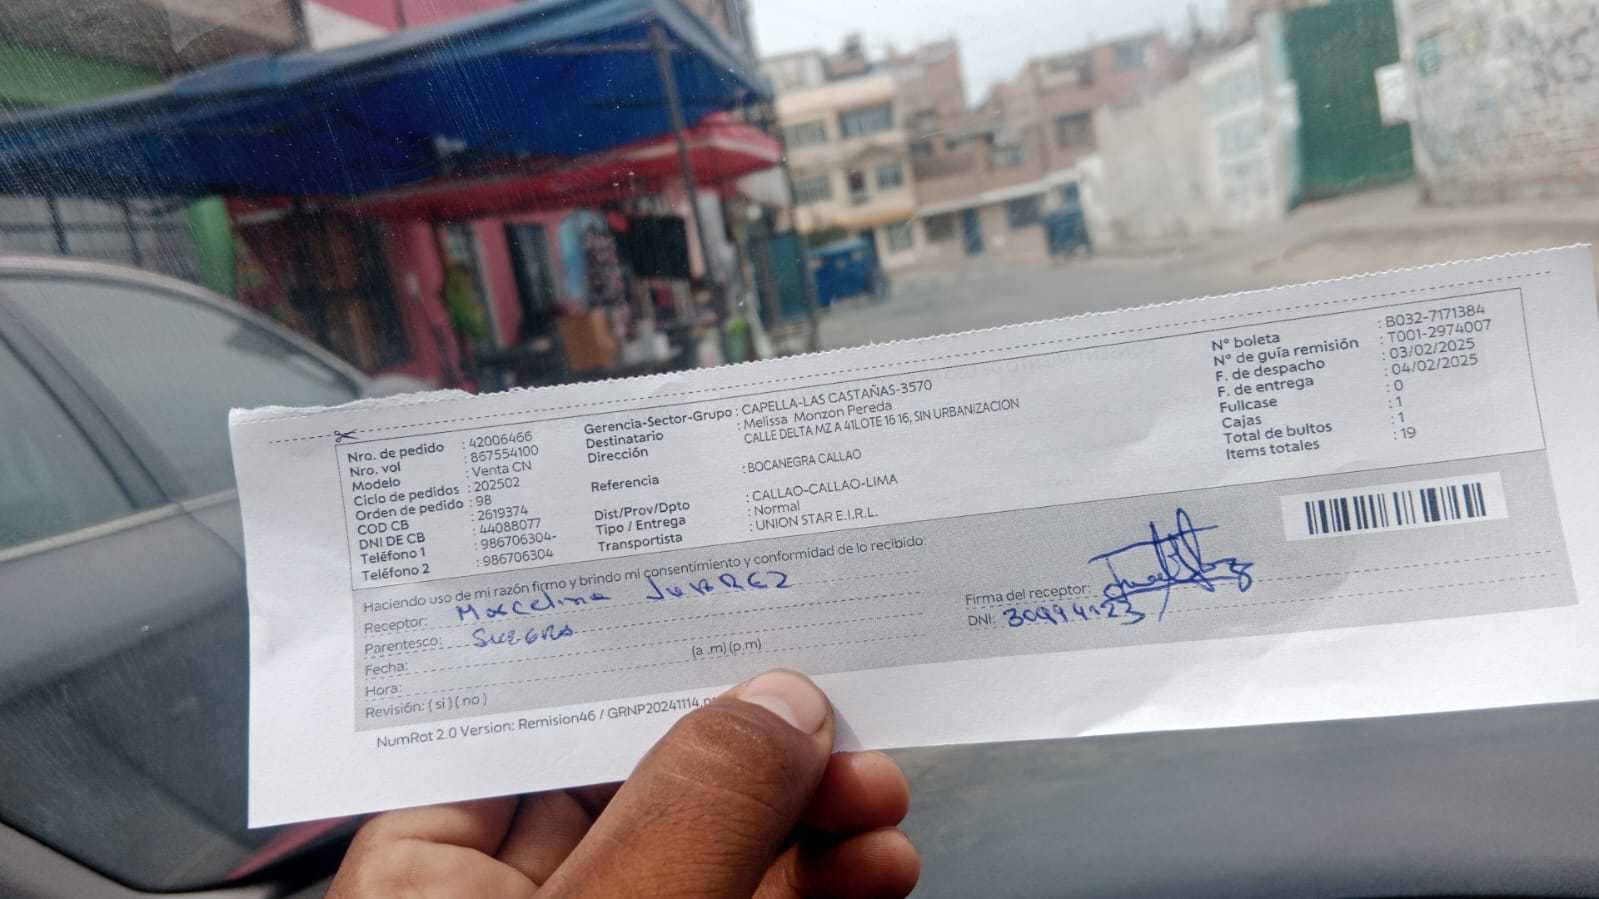 Nro. de pedido : 42006466
Nro. vol : 867554100
Modelo : Venta CN
Ciclo de pedidos : 202502
Orden de pedido : 98
COD CB : 2619374
DNI DE CB : 44088077
Teléfono 1 : 986706304-
Teléfono 2 : 986706304
Gerencia-Sector-Grupo : CAPELLA-LAS CASTAÑAS-3570
Destinatario : Melissa Monzon Pereda
Dirección CALLE DELTA MZ A 41LOTE 16 16, SIN URBANIZACION
Referencia : BOCANEGRA CALLAO
Dist/Prov/Dpto : CALLAO-CALLAO-LIMA
Tipo / Entrega : Normal
Transportista : UNION STAR E.I.R.L.
N° boleta : B032-7171384
N° de guía remisión : T001-2974007
F. de despacho : 03/02/2025
F. de entrega : 04/02/2025
Fullcase : 0
Cajas : 1
Total de bultos : 1
Items totales : 19
Haciendo uso de mi razón firmo y brindo mi consentimiento y conformidad de lo recibido:
Receptor: Marcelina JUAREZ
Parentesco: SUEGRA
Fecha:
Hora: (a .m) (p.m)
Revisión: ( si ) ( no )
Firma del receptor:
DNI: 30994123
NumRot 2.0 Version: Remision46 / GRNP20241114.p